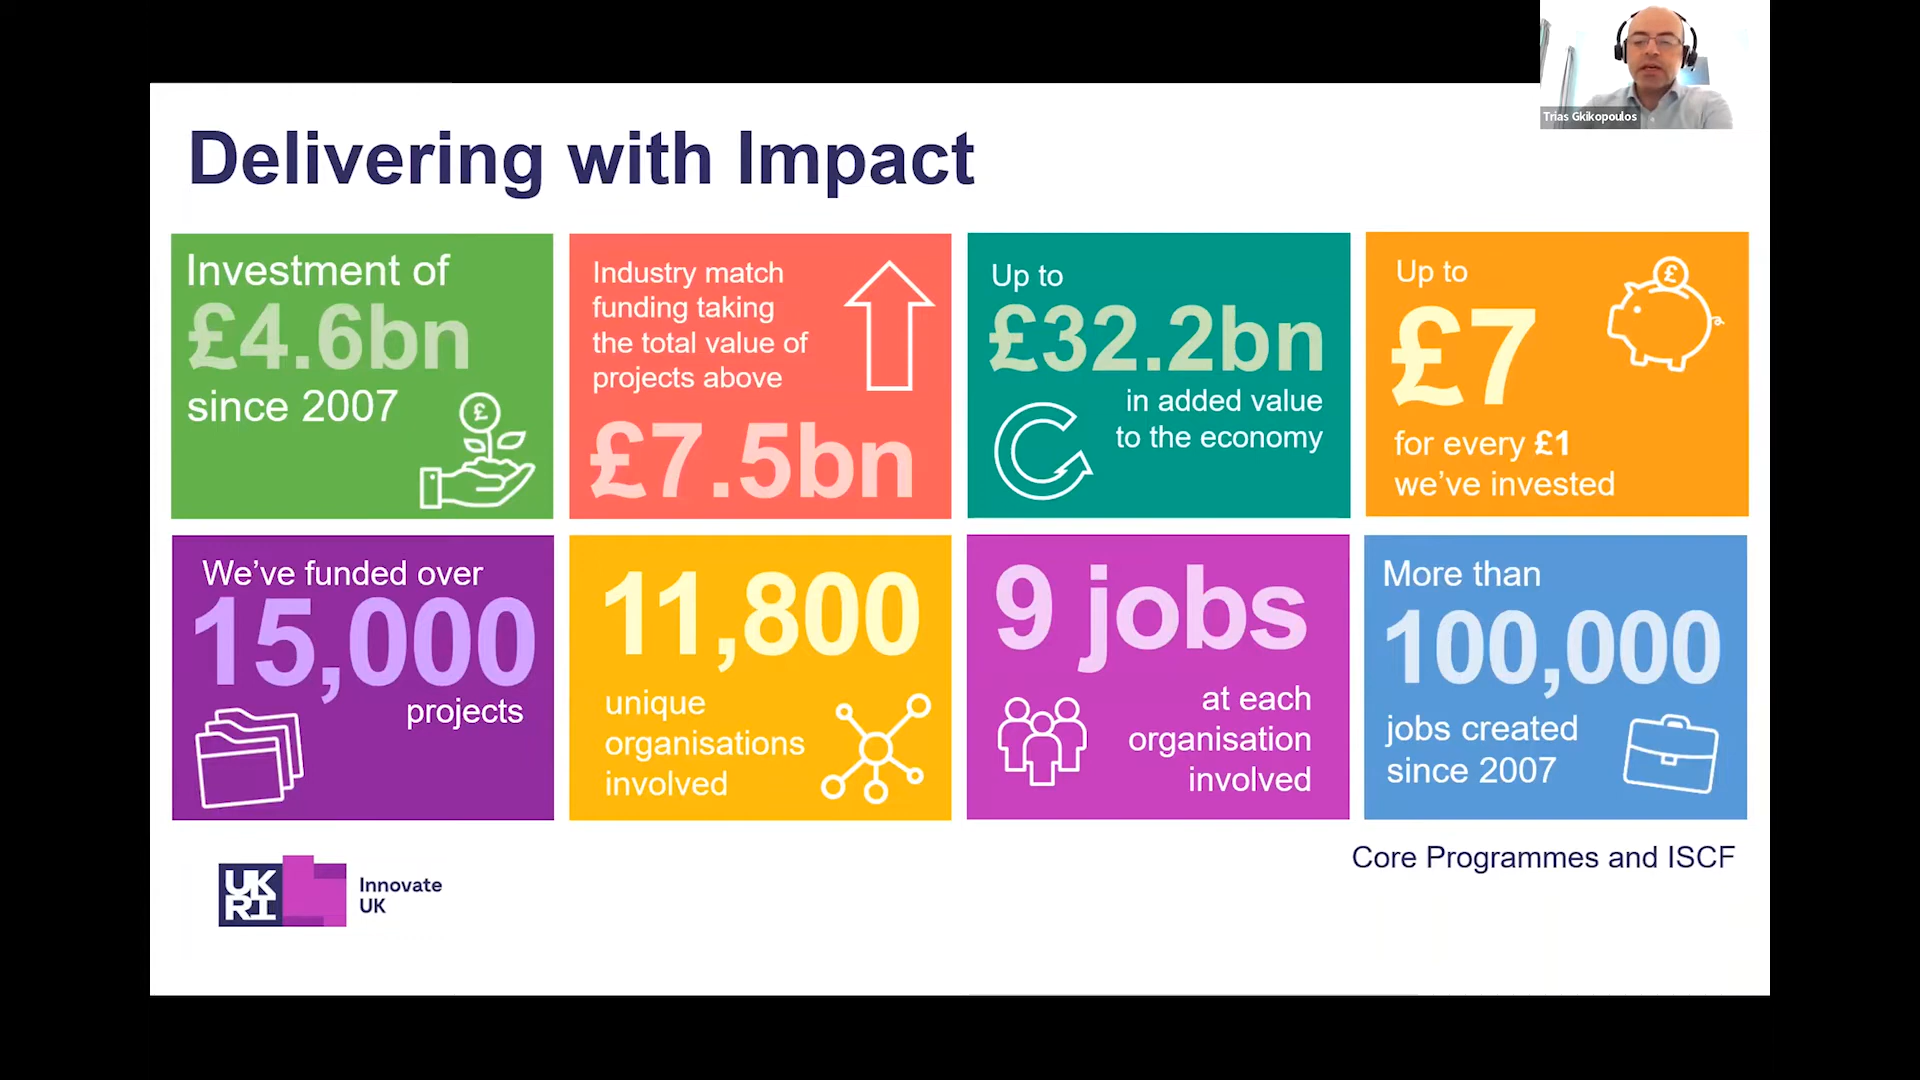 Trias Gkikopoulos
Delivering with Impact
Investment of
£4.6bn
since 2007
£
Industry match
funding taking
the total value of
projects above
£7.5bn
Up to
£32.2bn
in added value
to the economy
Up to
£
£7
for every £1
we’ve invested
We’ve funded over
15,000
projects
11,800
unique
organisations
involved
9 jobs
at each
organisation
involved
More than
100,000
jobs created
since 2007
Core Programmes and ISCF
UK
RI
Innovate
UK